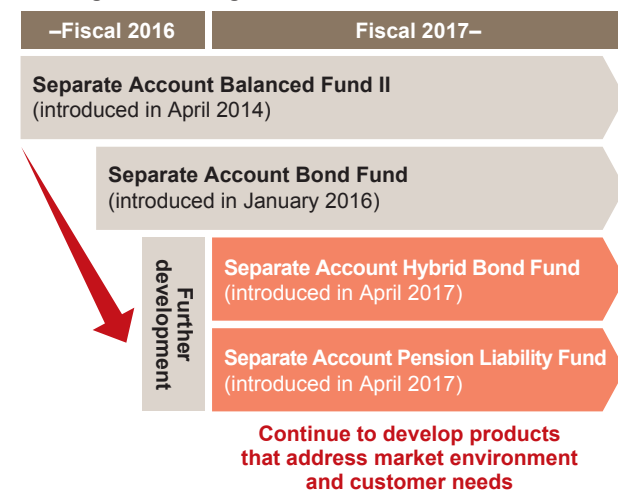 –Fiscal 2016
Fiscal 2017–
Separate Account Balanced Fund II
(introduced in April 2014)
Separate Account Bond Fund
(introduced in January 2016)
Further
development
Separate Account Hybrid Bond Fund
(introduced in April 2017)
Separate Account Pension Liability Fund
(introduced in April 2017)
Continue to develop products
that address market environment
and customer needs